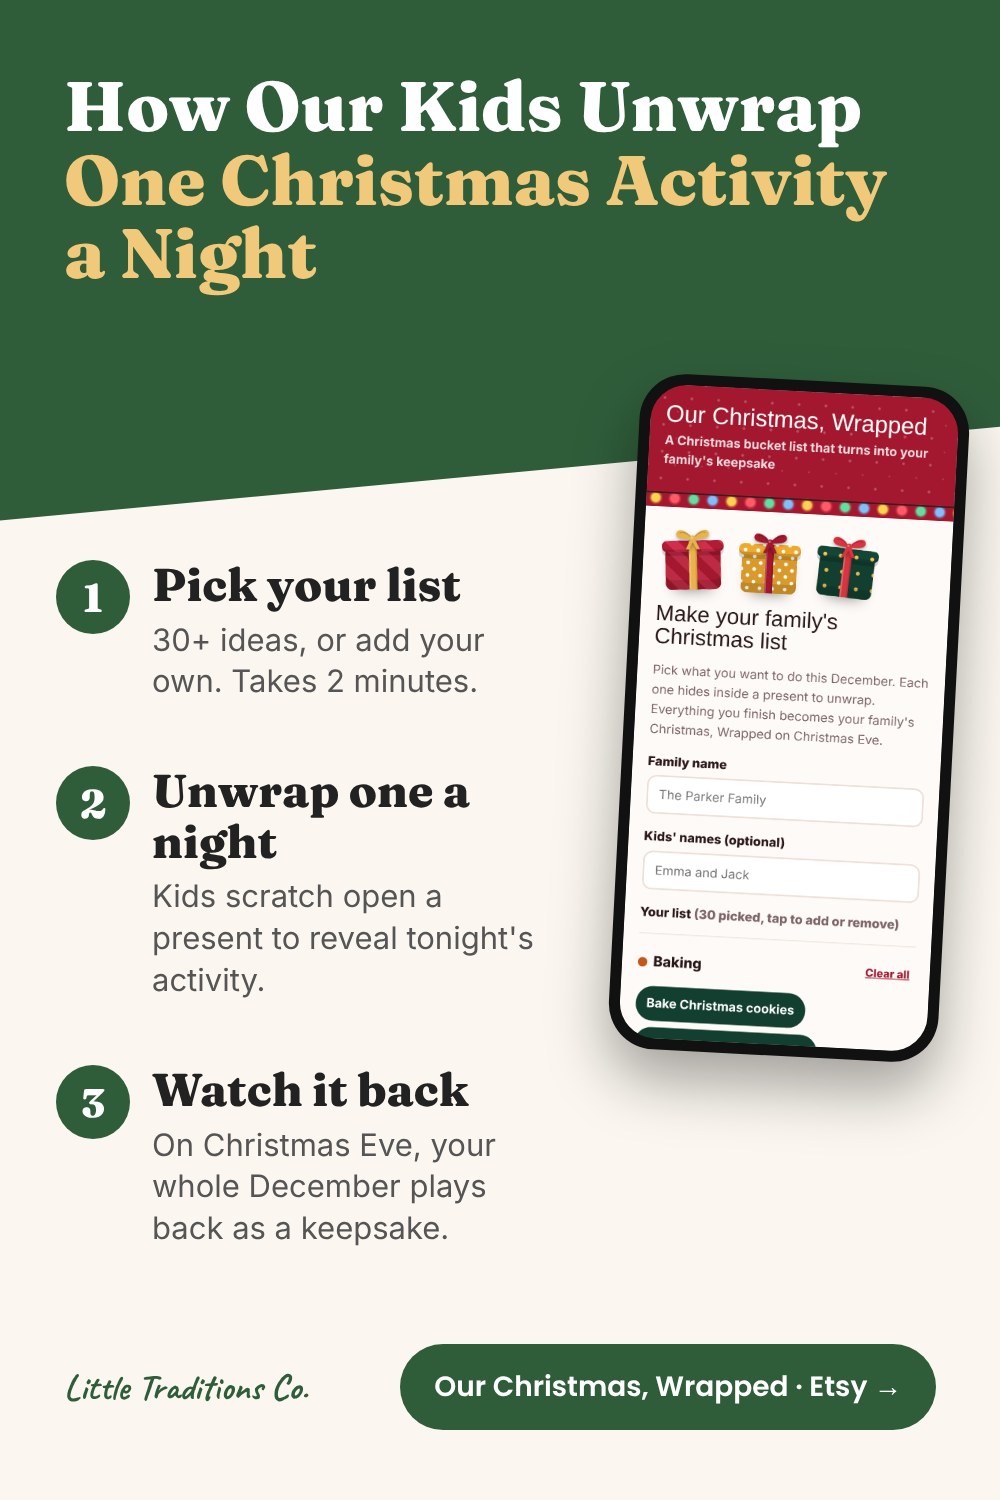 How Our Kids Unwrap
One Christmas Activity
a Night
1
Pick your list
30+ ideas, or add your
own. Takes 2 minutes.
2
Unwrap one a
night
Kids scratch open a
present to reveal tonight's
activity.
3
Watch it back
On Christmas Eve, your
whole December plays
back as a keepsake.
Our Christmas, Wrapped
A Christmas bucket list that turns into your
family's keepsake
Make your family's
Christmas list
Pick what you want to do this December. Each
one hides inside a present to unwrap.
Everything you finish becomes your family's
Christmas, Wrapped on Christmas Eve.
Family name
The Parker Family
Kids' names (optional)
Emma and Jack
Your list (30 picked, tap to add or remove)
Baking
Clear all
Bake Christmas cookies
Little Traditions Co.
Our Christmas, Wrapped · Etsy →